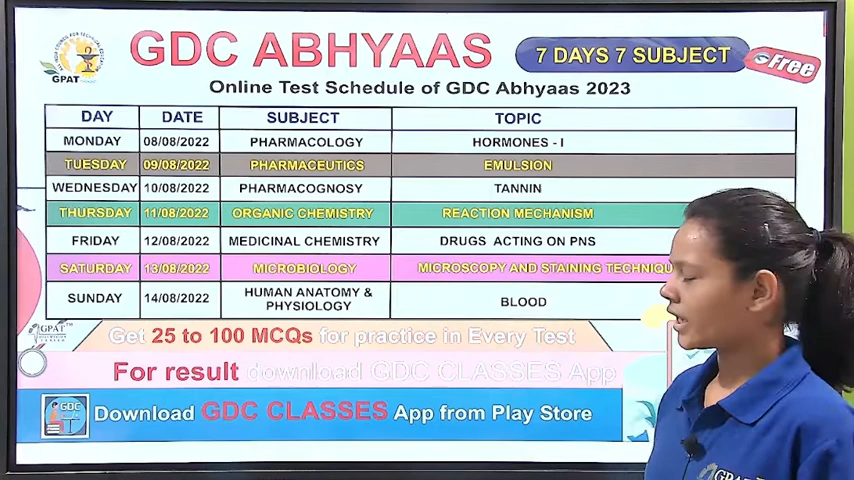 GDC ABHYAAS
7 DAYS 7 SUBJECT
Free
GPAT
Online Test Schedule of GDC Abhyaas 2023
DAY DATE SUBJECT TOPIC
MONDAY 08/08/2022 PHARMACOLOGY HORMONES - I
TUESDAY 09/08/2022 PHARMACEUTICS EMULSION
WEDNESDAY 10/08/2022 PHARMACOGNOSY TANNIN
THURSDAY 11/08/2022 ORGANIC CHEMISTRY REACTION MECHANISM
FRIDAY 12/08/2022 MEDICINAL CHEMISTRY DRUGS ACTING ON PNS
SATURDAY 13/08/2022 MICROBIOLOGY MICROSCOPY AND STAINING TECHNIQU
SUNDAY 14/08/2022 HUMAN ANATOMY & PHYSIOLOGY BLOOD
GPAT
Get 25 to 100 MCQs for practice in Every Test
For result download GDC CLASSES App
GDC
Download GDC CLASSES App from Play Store
GPAT